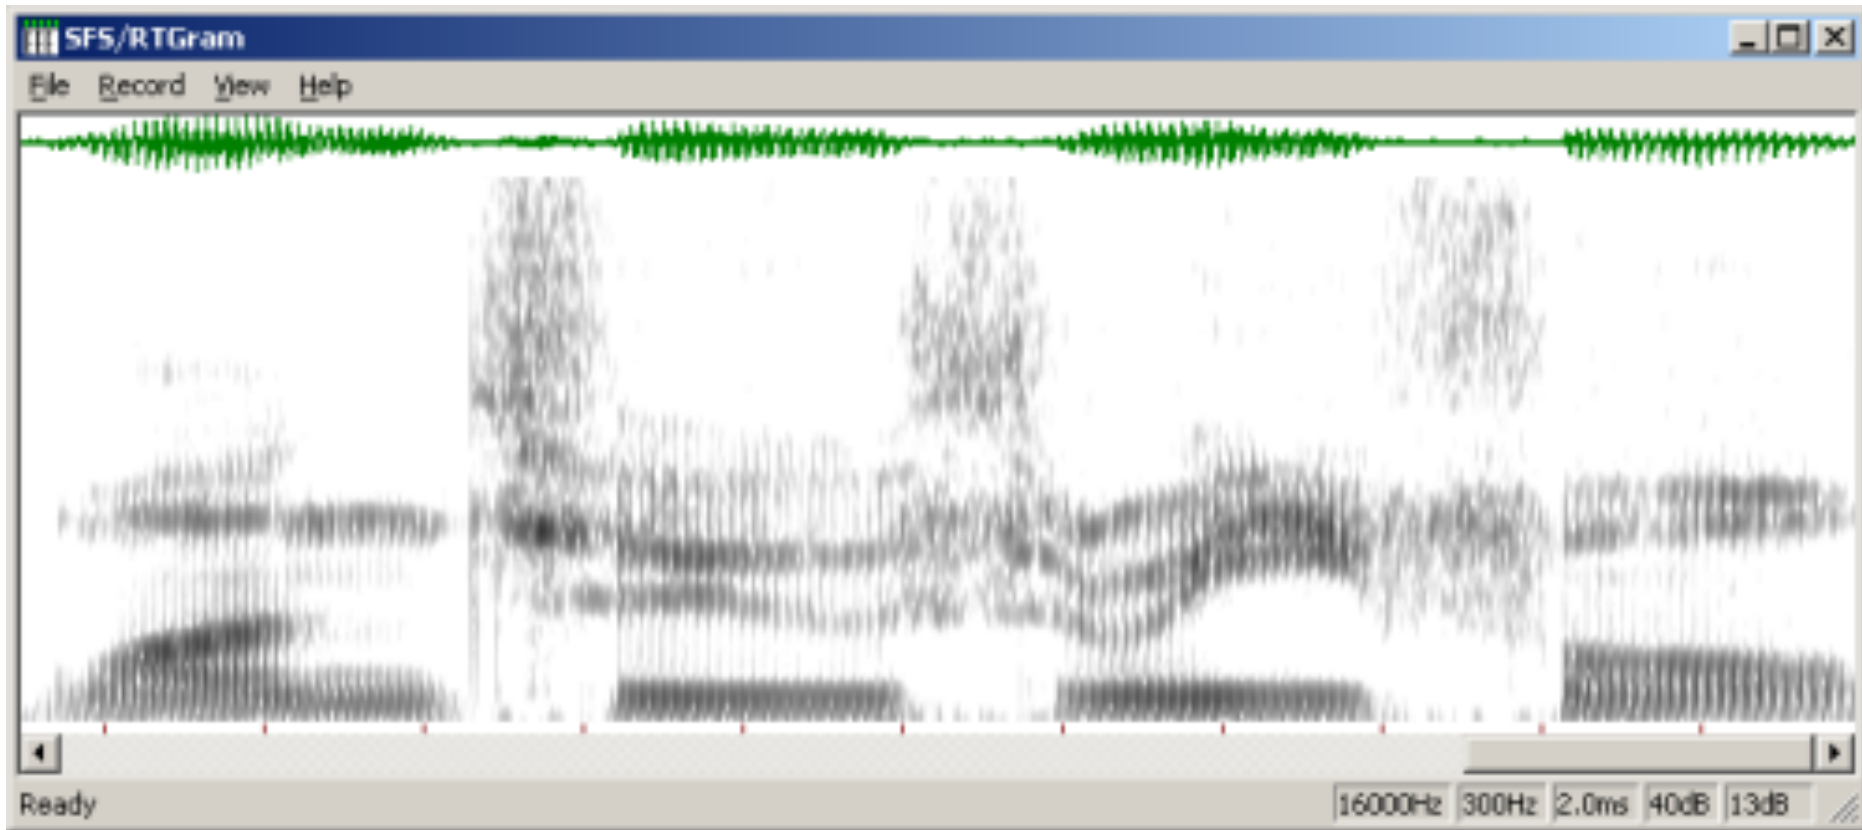 SFS/RTGram
File Record View Help
Ready 16000Hz 300Hz 2.0ms 40dB 13dB